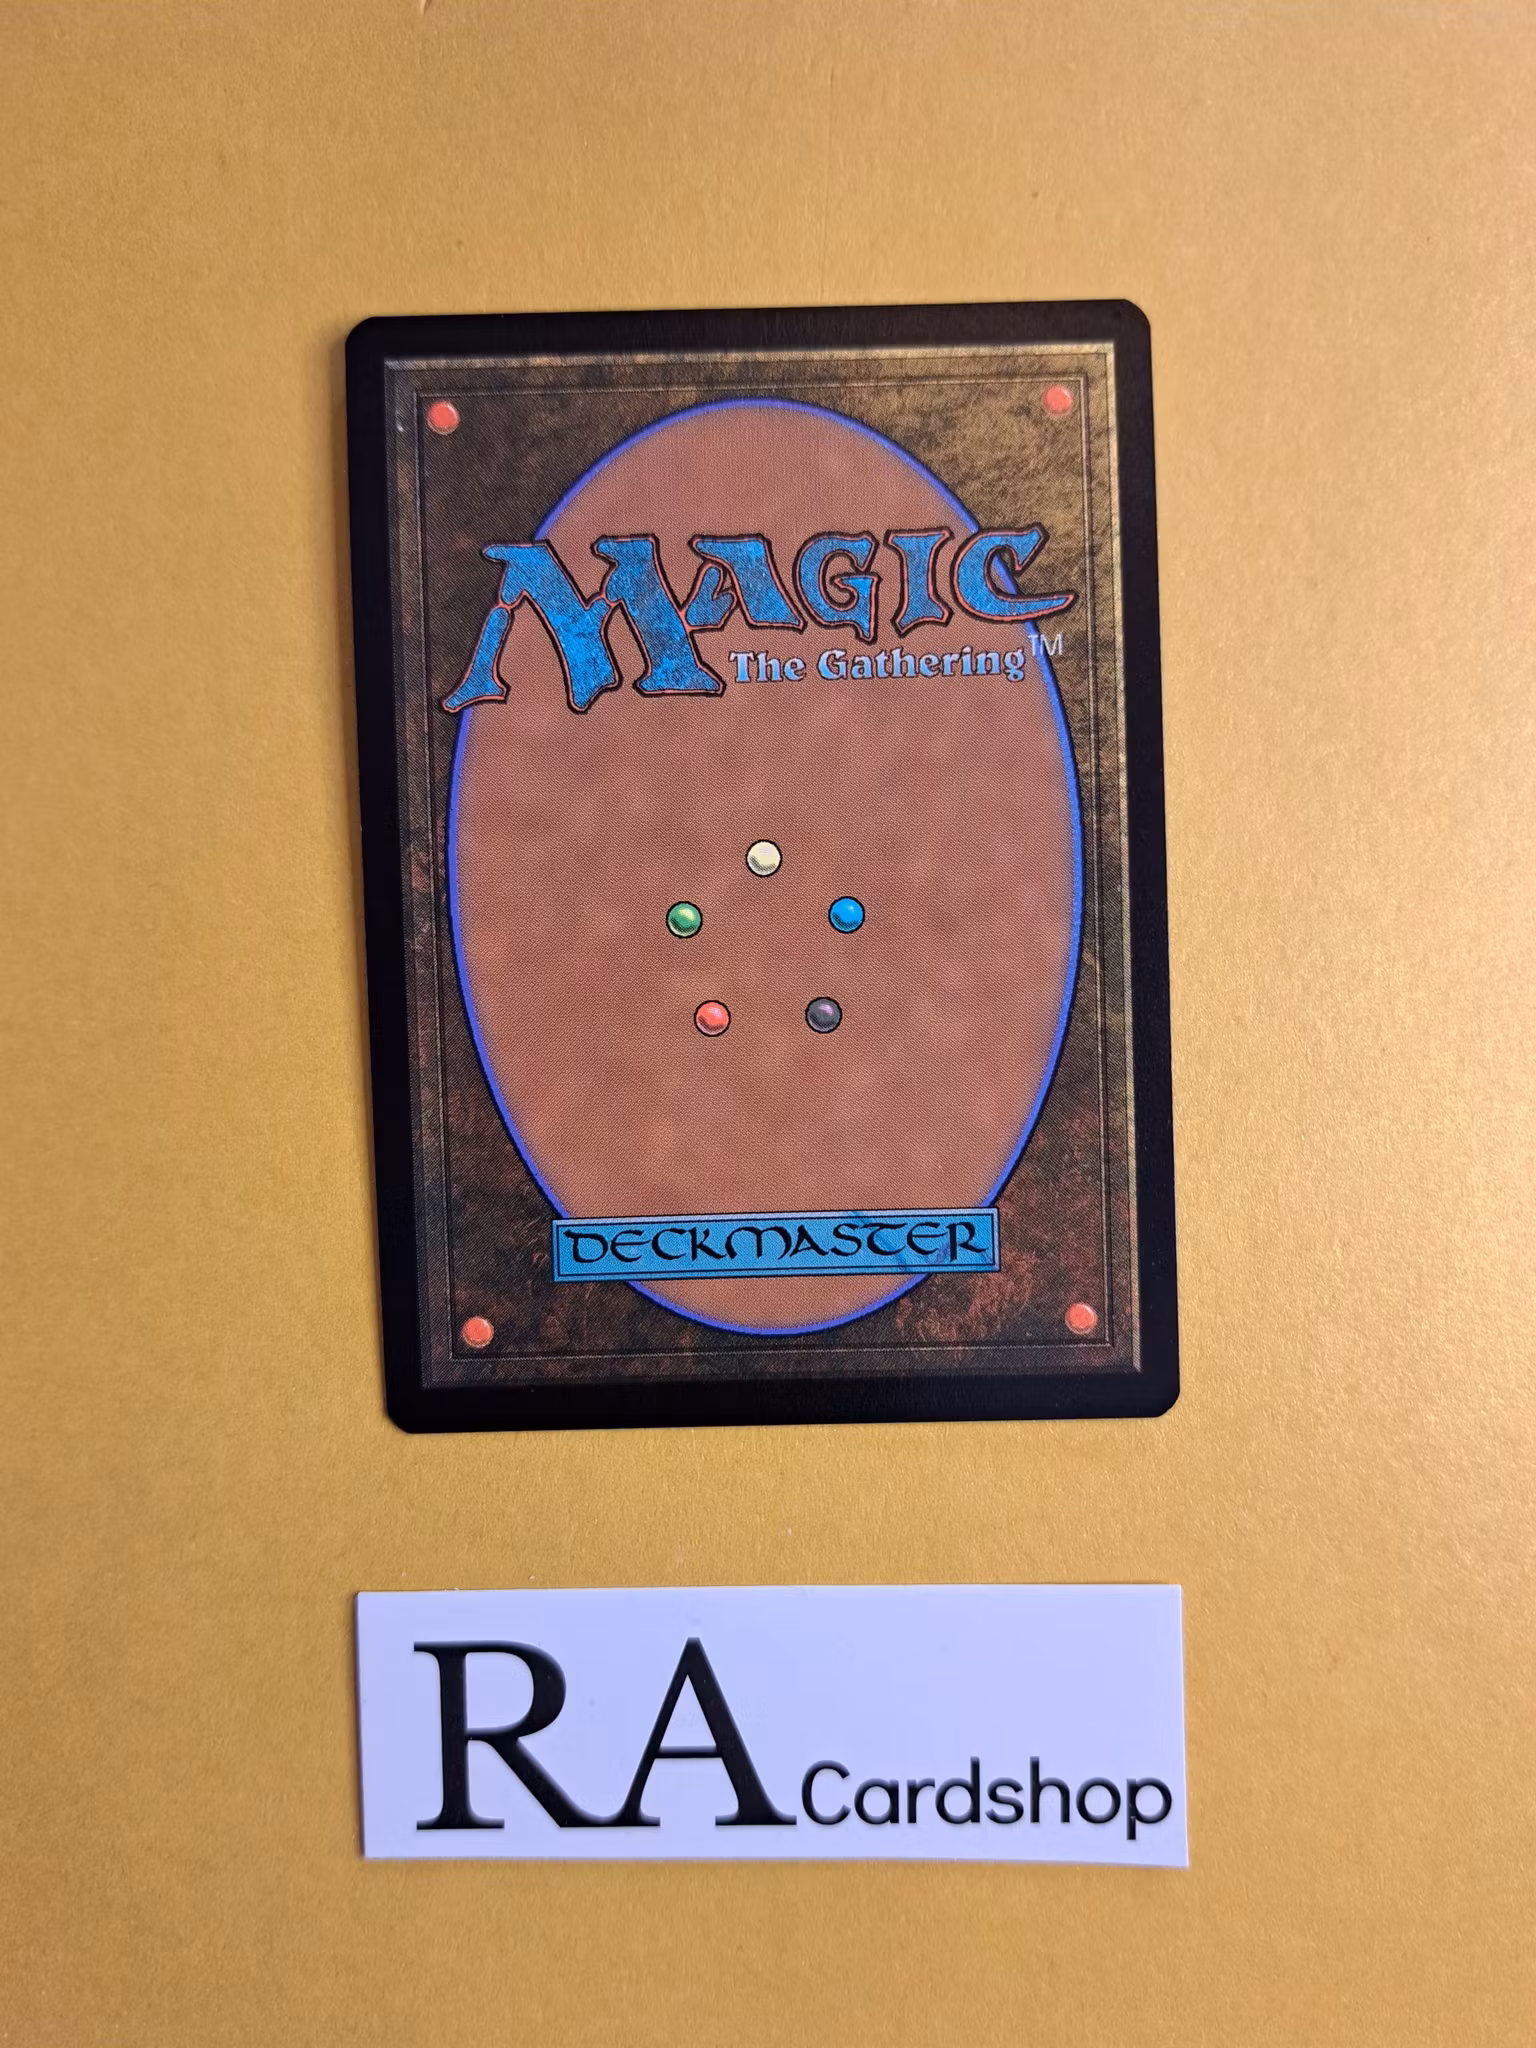 MAGIC
The Gathering™
DECKMASTER
RA Cardshop